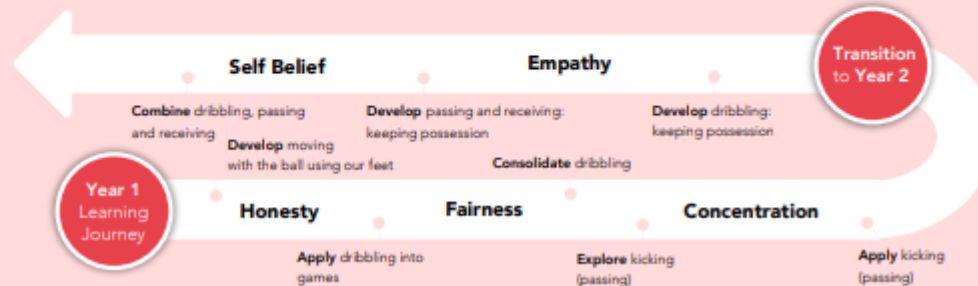 Self Belief
Empathy
Transition
to Year 2
Combine dribbling, passing
and receiving
Develop passing and receiving:
keeping possession
Develop dribbling:
keeping possession
Develop moving
with the ball using our feet
Consolidate dribbling
Year 1
Learning
Journey
Honesty
Fairness
Concentration
Apply dribbling into
games
Explore kicking
(passing)
Apply kicking
(passing)